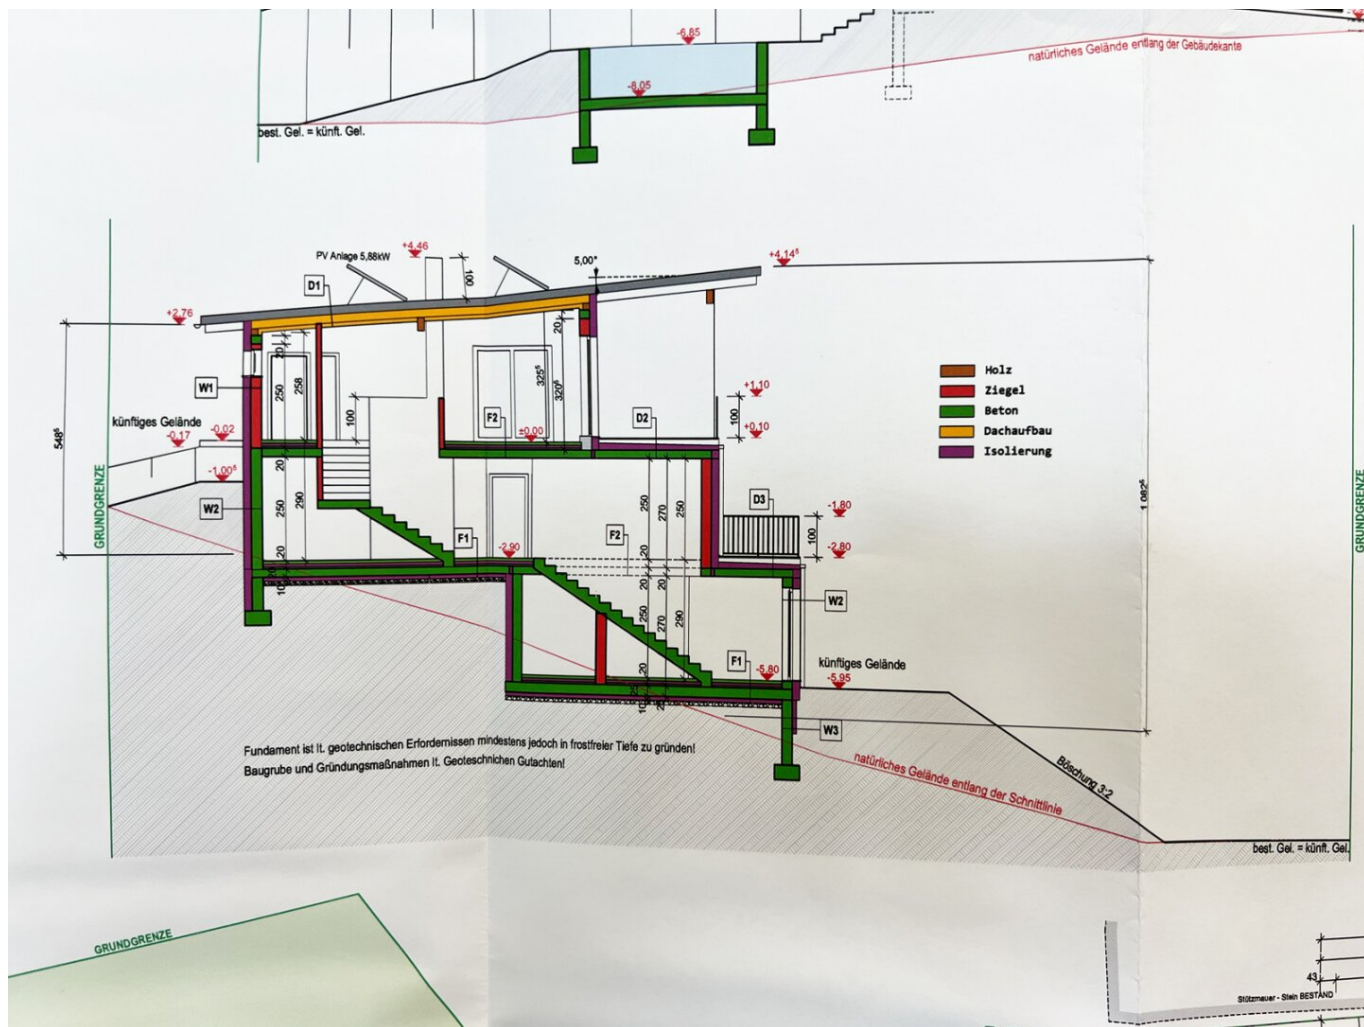 -6.85
natürliches Gelände entlang der Gebäudekante
-8.05
best. Gel. = künft. Gel.
+4.46
PV Anlage 5,88kW
100
5,00°
+4.14⁵
D1
+2.76
20
20
W1
250
258
100
325⁵
320⁵
Holz
Ziegel
Beton
Dachaufbau
Isolierung
+1.10
100
+0.10
künftiges Gelände
-0.17
-0.02
F2
±0.00
D2
548⁵
-1.00⁵
GRUNDGRENZE
GRUNDGRENZE
20
W2
250
290
20
F1
-2.90
F2
250
270
250
20
D3
-1.80
100
-2.80
1.082⁵
20
20
250
270
290
20
W2
F1
-5.80
künftiges Gelände
-5.95
10
W3
Fundament ist lt. geotechnischen Erfordernissen mindestens jedoch in frostfreier Tiefe zu gründen!
Baugrube und Gründungsmaßnahmen lt. Geoteschnichen Gutachten!
natürliches Gelände entlang der Schnittlinie
Böschung 3:2
best. Gel. = künft. Gel.
GRUNDGRENZE
43
Stützmauer - Stein BESTAND